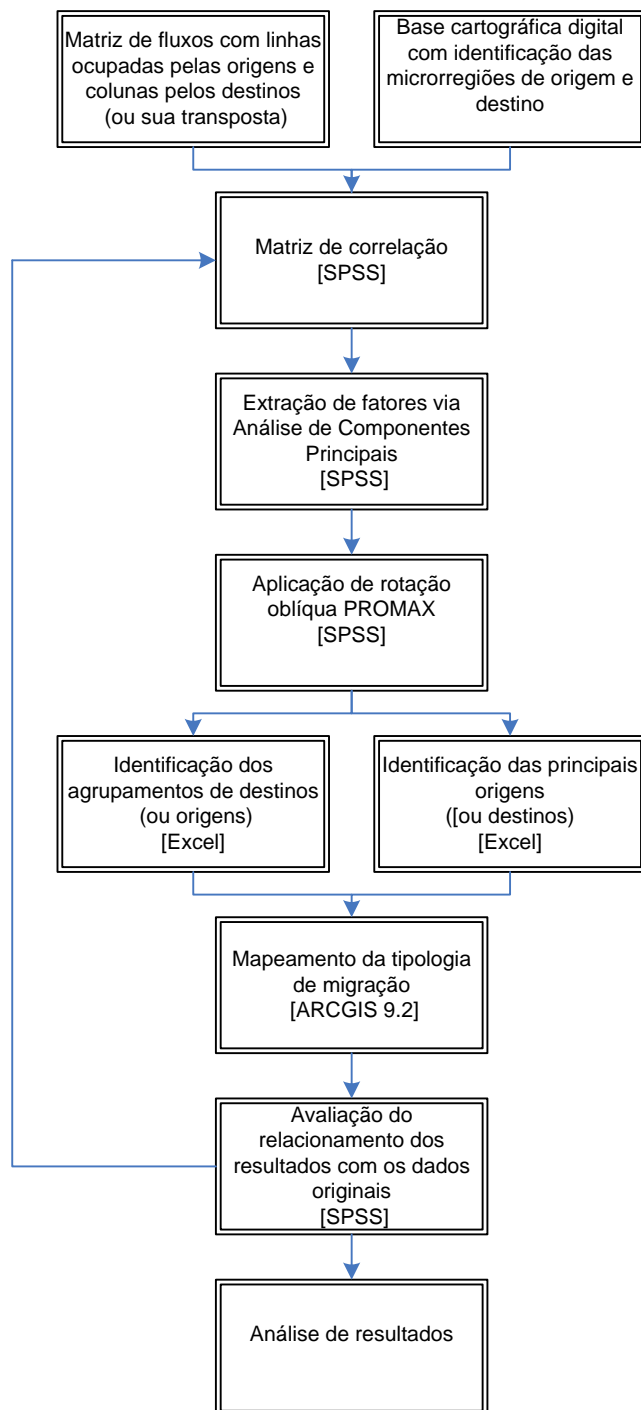 Matriz de fluxos com linhas
ocupadas pelas origens e
colunas pelos destinos
(ou sua transposta)
Base cartográfica digital
com identificação das
microrregiões de origem e
destino
Matriz de correlação
[SPSS]
Extração de fatores via
Análise de Componentes
Principais
[SPSS]
Aplicação de rotação
oblíqua PROMAX
[SPSS]
Identificação dos
agrupamentos de destinos
(ou origens)
[Excel]
Identificação das principais
origens
([ou destinos)
[Excel]
Mapeamento da tipologia
de migração
[ARCGIS 9.2]
Avaliação do
relacionamento dos
resultados com os dados
originais
[SPSS]
Análise de resultados